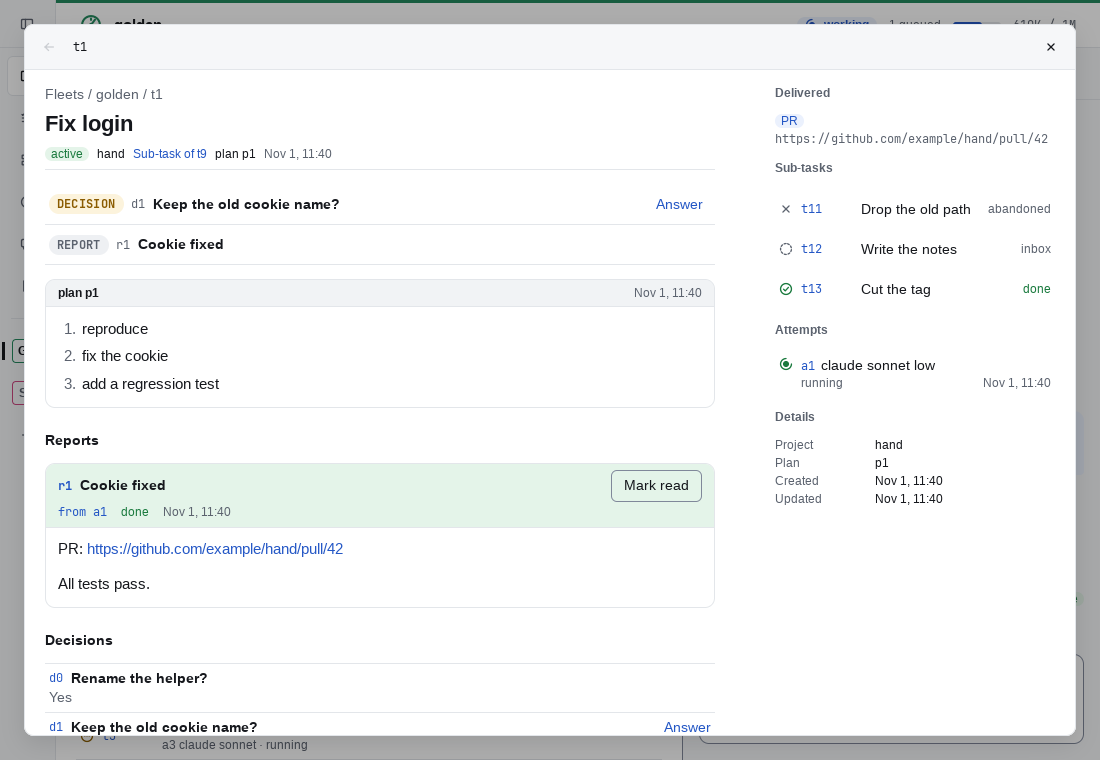 t1
Fleets / golden / t1
Fix login
active hand Sub-task of t9 plan p1 Nov 1, 11:40
DECISION d1 Keep the old cookie name? Answer
REPORT r1 Cookie fixed
plan p1 Nov 1, 11:40
1. reproduce
2. fix the cookie
3. add a regression test
Reports
r1 Cookie fixed Mark read
from a1 done Nov 1, 11:40
PR: https://github.com/example/hand/pull/42
All tests pass.
Decisions
d0 Rename the helper?
Yes
d1 Keep the old cookie name? Answer
Delivered
PR
https://github.com/example/hand/pull/42
Sub-tasks
t11 Drop the old path abandoned
t12 Write the notes inbox
t13 Cut the tag done
Attempts
a1 claude sonnet low
running Nov 1, 11:40
Details
Project hand
Plan p1
Created Nov 1, 11:40
Updated Nov 1, 11:40
a3 claude sonnet · running